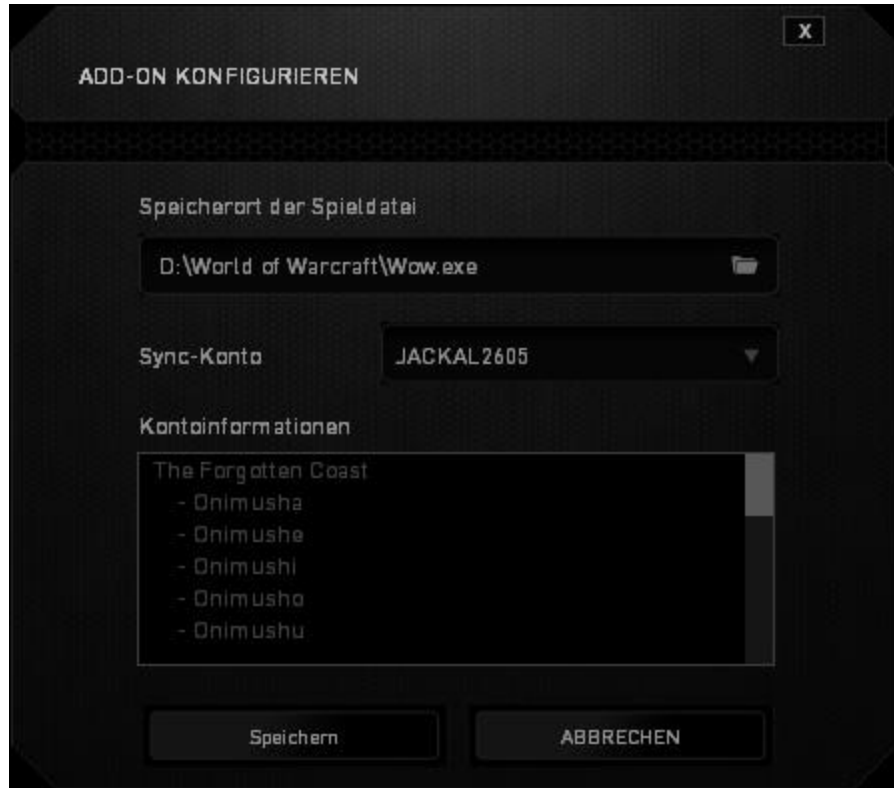 X
ADD-ON KONFIGURIEREN
Speicherort der Spieldatei
D:\World of Warcraft\Wow.exe
Sync-Konto
JACKAL2605
Kontoinformationen
The Forgotten Coast
- Onimusha
- Onimushe
- Onimushi
- Onimusho
- Onimushu
Speichern
ABBRECHEN